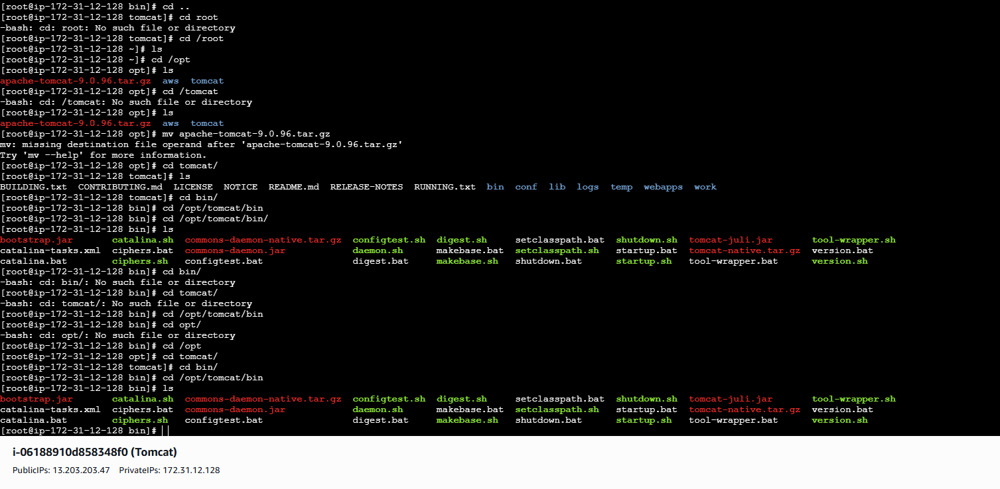 [root@ip-172-31-12-128 bin]# cd ..
[root@ip-172-31-12-128 tomcat]# cd root
-bash: cd: root: No such file or directory
[root@ip-172-31-12-128 tomcat]# cd /root
[root@ip-172-31-12-128 ~]# ls
[root@ip-172-31-12-128 ~]# cd /opt
[root@ip-172-31-12-128 opt]# ls
apache-tomcat-9.0.96.tar.gz  aws  tomcat
[root@ip-172-31-12-128 opt]# cd /tomcat
-bash: cd: /tomcat: No such file or directory
[root@ip-172-31-12-128 opt]# ls
apache-tomcat-9.0.96.tar.gz  aws  tomcat
[root@ip-172-31-12-128 opt]# mv apache-tomcat-9.0.96.tar.gz
mv: missing destination file operand after 'apache-tomcat-9.0.96.tar.gz'
Try 'mv --help' for more information.
[root@ip-172-31-12-128 opt]# cd tomcat/
[root@ip-172-31-12-128 tomcat]# ls
BUILDING.txt  CONTRIBUTING.md  LICENSE  NOTICE  README.md  RELEASE-NOTES  RUNNING.txt  bin  conf  lib  logs  temp  webapps  work
[root@ip-172-31-12-128 tomcat]# cd bin/
[root@ip-172-31-12-128 bin]# cd /opt/tomcat/bin
[root@ip-172-31-12-128 bin]# cd /opt/tomcat/bin/
[root@ip-172-31-12-128 bin]# ls
bootstrap.jar  catalina.sh  commons-daemon-native.tar.gz  configtest.sh  digest.sh  setclasspath.bat  shutdown.sh  tomcat-juli.jar  tool-wrapper.sh
catalina-tasks.xml  ciphers.bat  commons-daemon.jar  daemon.sh  makebase.bat  setclasspath.sh  startup.bat  tomcat-native.tar.gz  version.bat
catalina.bat  ciphers.sh  configtest.bat  digest.bat  makebase.sh  shutdown.bat  startup.sh  tool-wrapper.bat  version.sh
[root@ip-172-31-12-128 bin]# cd bin/
-bash: cd: bin/: No such file or directory
[root@ip-172-31-12-128 bin]# cd tomcat/
-bash: cd: tomcat/: No such file or directory
[root@ip-172-31-12-128 bin]# cd /opt/tomcat/bin
[root@ip-172-31-12-128 bin]# cd opt/
-bash: cd: opt/: No such file or directory
[root@ip-172-31-12-128 bin]# cd /opt
[root@ip-172-31-12-128 opt]# cd tomcat/
[root@ip-172-31-12-128 tomcat]# cd bin/
[root@ip-172-31-12-128 bin]# cd /opt/tomcat/bin
[root@ip-172-31-12-128 bin]# ls
bootstrap.jar  catalina.sh  commons-daemon-native.tar.gz  configtest.sh  digest.sh  setclasspath.bat  shutdown.sh  tomcat-juli.jar  tool-wrapper.sh
catalina-tasks.xml  ciphers.bat  commons-daemon.jar  daemon.sh  makebase.bat  setclasspath.sh  startup.bat  tomcat-native.tar.gz  version.bat
catalina.bat  ciphers.sh  configtest.bat  digest.bat  makebase.sh  shutdown.bat  startup.sh  tool-wrapper.bat  version.sh
[root@ip-172-31-12-128 bin]#
i-06188910d858348f0 (Tomcat)
PublicIPs: 13.203.203.47  PrivateIPs: 172.31.12.128